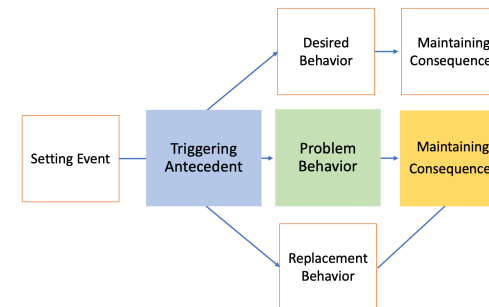 Desired
Behavior
Maintaining
Consequence
Setting Event
Triggering
Antecedent
Problem
Behavior
Maintaining
Consequence
Replacement
Behavior